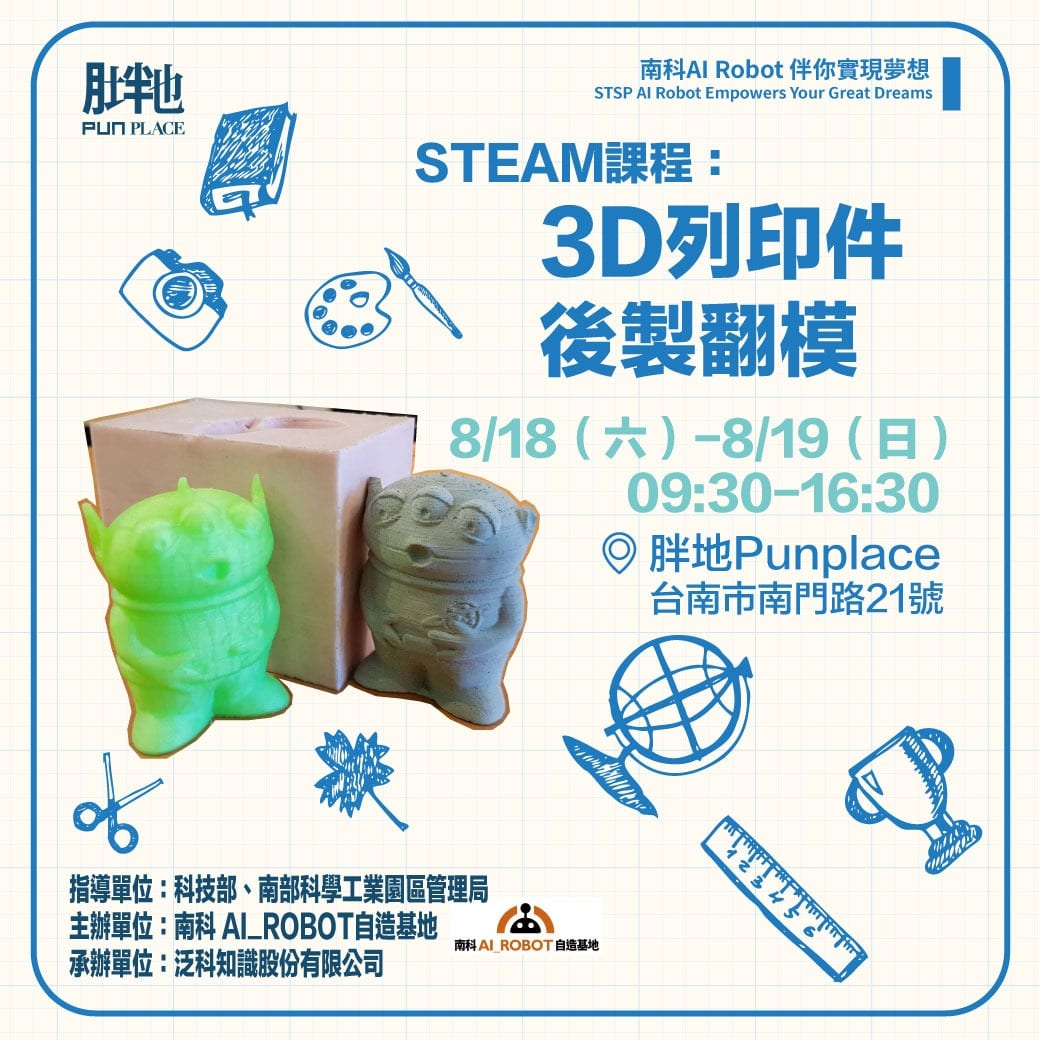 胖地
PUN PLACE
南科AI Robot 伴你實現夢想
STSP AI Robot Empowers Your Great Dreams
STEAM課程：
3D列印件
後製翻模
8/18（六）-8/19（日）
09:30-16:30
胖地Punplace
台南市南門路21號
1 2 3 4 5 6
指導單位：科技部、南部科學工業園區管理局
主辦單位：南科 AI_ROBOT自造基地
承辦單位：泛科知識股份有限公司
南科AI_ROBOT自造基地